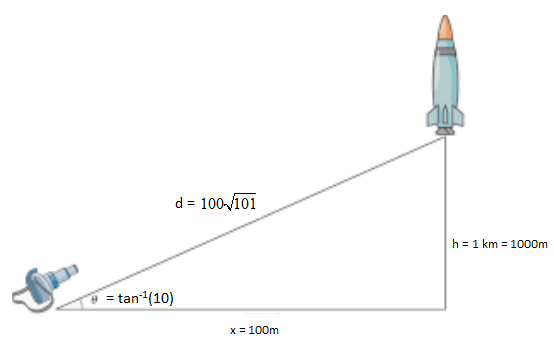 d = 100√101
h = 1 km = 1000m
θ = tan⁻¹(10)
x = 100m